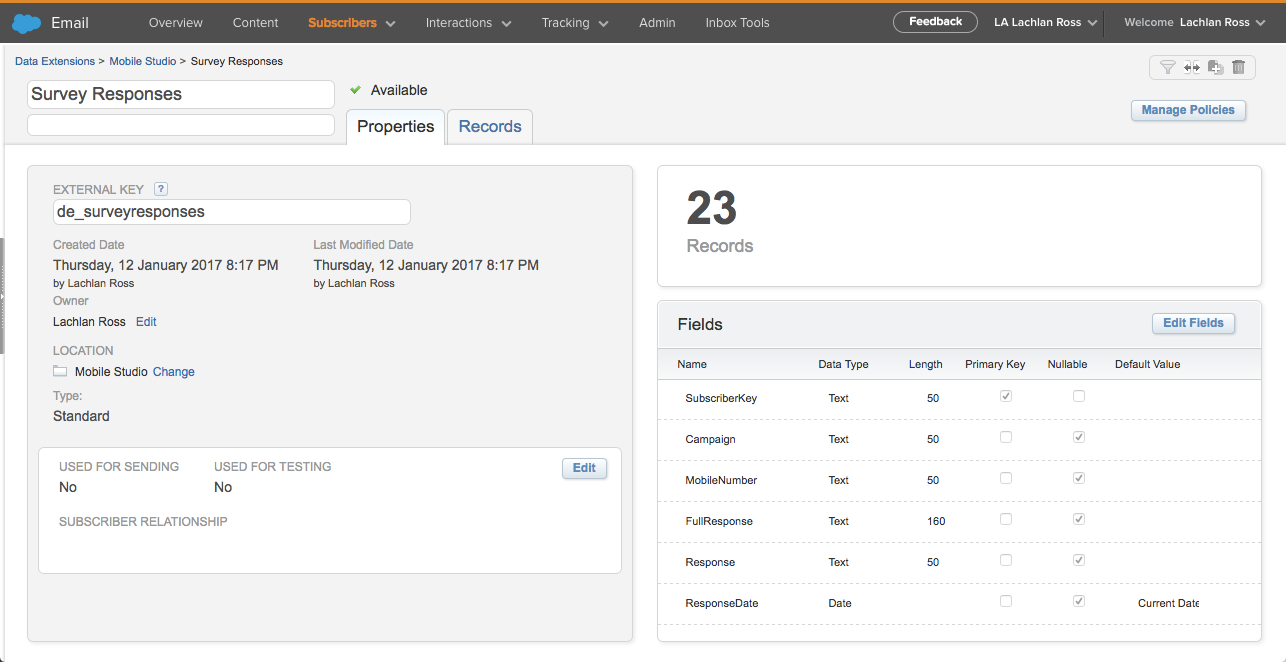 Email Overview Content Subscribers Interactions Tracking Admin Inbox Tools Feedback LA Lachlan Ross Welcome Lachlan Ross
Data Extensions > Mobile Studio > Survey Responses
Survey Responses
Available
Manage Policies
Properties Records
EXTERNAL KEY ?
de_surveyresponses
Created Date Last Modified Date
Thursday, 12 January 2017 8:17 PM Thursday, 12 January 2017 8:17 PM
by Lachlan Ross by Lachlan Ross
Owner
Lachlan Ross Edit
LOCATION
Mobile Studio Change
Type:
Standard
USED FOR SENDING USED FOR TESTING Edit
No No
SUBSCRIBER RELATIONSHIP
23
Records
Fields Edit Fields
Name Data Type Length Primary Key Nullable Default Value
SubscriberKey Text 50
Campaign Text 50
MobileNumber Text 50
FullResponse Text 160
Response Text 50
ResponseDate Date Current Date